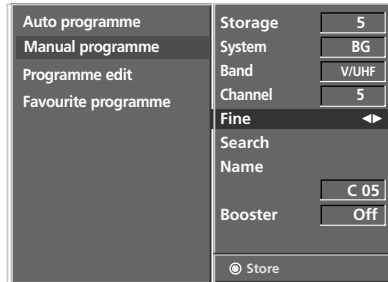 Auto programme
Manual programme
Programme edit
Favourite programme
Storage 5
System BG
Band V/UHF
Channel 5
Fine ◀▶
Search
Name
C 05
Booster Off
◉ Store